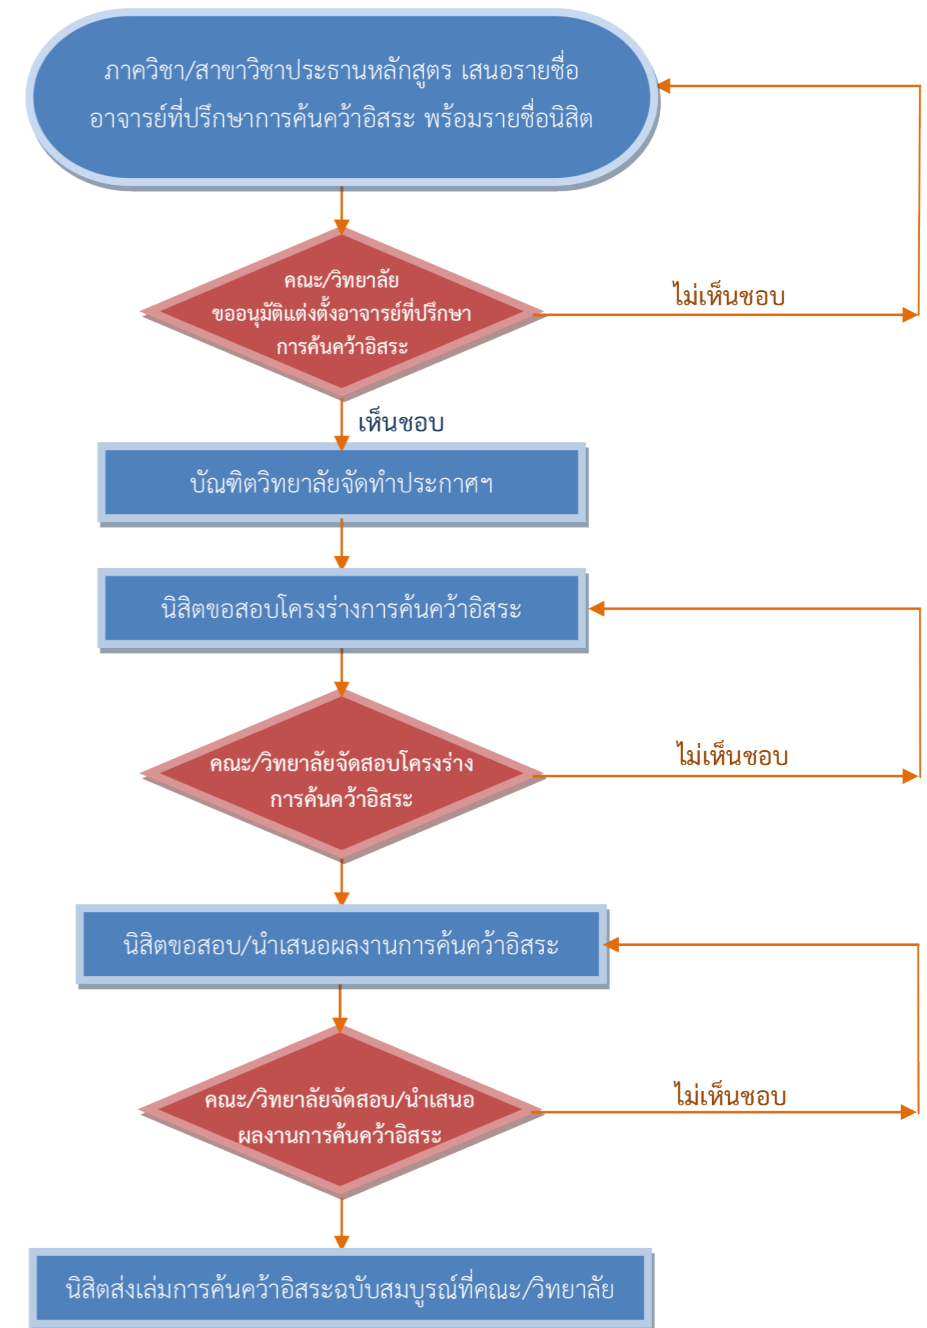 ภาควิชา/สาขาวิชาประธานหลักสูตร เสนอรายชื่อ
อาจารย์ที่ปรึกษาการค้นคว้าอิสระ พร้อมรายชื่อนิสิต
คณะ/วิทยาลัย
ขออนุมัติแต่งตั้งอาจารย์ที่ปรึกษา
การค้นคว้าอิสระ
ไม่เห็นชอบ
เห็นชอบ
บัณฑิตวิทยาลัยจัดทำประกาศฯ
นิสิตขอสอบโครงร่างการค้นคว้าอิสระ
คณะ/วิทยาลัยจัดสอบโครงร่าง
การค้นคว้าอิสระ
ไม่เห็นชอบ
นิสิตขอสอบ/นำเสนอผลงานการค้นคว้าอิสระ
คณะ/วิทยาลัยจัดสอบ/นำเสนอ
ผลงานการค้นคว้าอิสระ
ไม่เห็นชอบ
นิสิตส่งเล่มการค้นคว้าอิสระฉบับสมบูรณ์ที่คณะ/วิทยาลัย